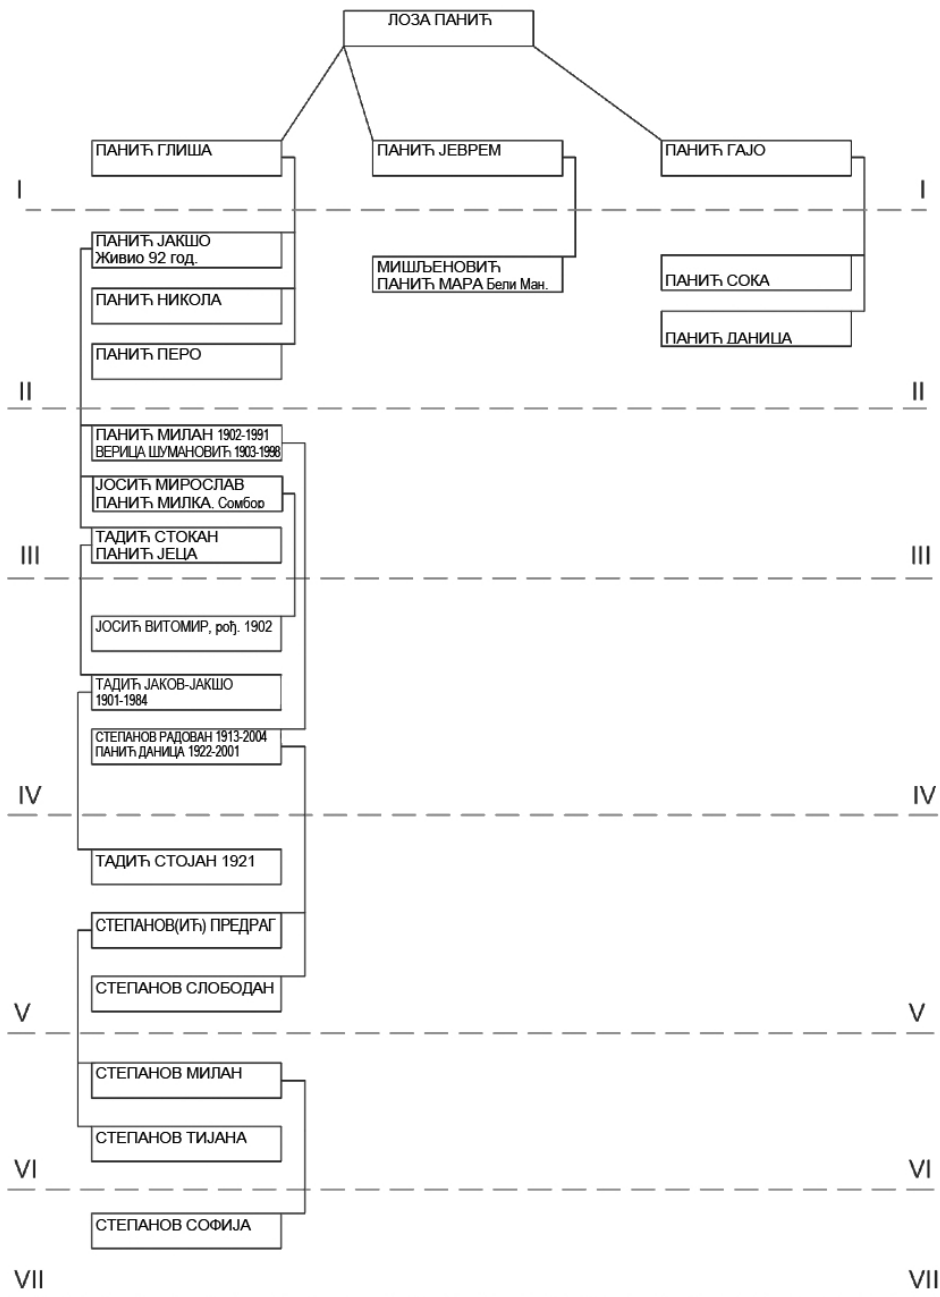 ЛОЗА ПАНИЋ
ПАНИЋ ГЛИША
ПАНИЋ ЈЕВРЕМ
ПАНИЋ ГАЈО
I
I
ПАНИЋ ЈАКШО
Живио 92 год.
МИШЉЕНОВИЋ
ПАНИЋ МАРА Бели Ман.
ПАНИЋ СОКА
ПАНИЋ НИКОЛА
ПАНИЋ ДАНИЦА
ПАНИЋ ПЕРО
II
II
ПАНИЋ МИЛАН 1902-1991
ВЕРИЦА ШУМАНОВИЋ 1903-1998
ЈОСИЋ МИРОСЛАВ
ПАНИЋ МИЛКА. Сомбор
ТАДИЋ СТОКАН
ПАНИЋ ЈЕЦА
III
III
ЈОСИЋ ВИТОМИР, рођ. 1902
ТАДИЋ ЈАКОВ-ЈАКШО
1901-1984
СТЕПАНОВ РАДОВАН 1913-2004
ПАНИЋ ДАНИЦА 1922-2001
IV
IV
ТАДИЋ СТОЈАН 1921
СТЕПАНОВ(ИЋ) ПРЕДРАГ
СТЕПАНОВ СЛОБОДАН
V
V
СТЕПАНОВ МИЛАН
СТЕПАНОВ ТИЈАНА
VI
VI
СТЕПАНОВ СОФИЈА
VII
VII